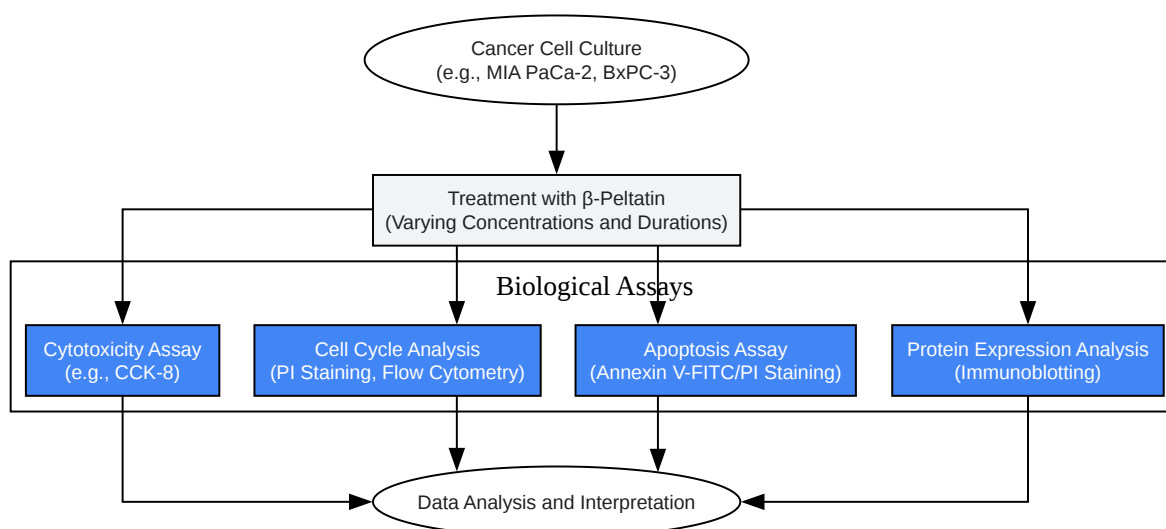 Cancer Cell Culture
(e.g., MIA PaCa-2, BxPC-3)
Treatment with β-Peltatin
(Varying Concentrations and Durations)
Biological Assays
Cytotoxicity Assay
(e.g., CCK-8)
Cell Cycle Analysis
(PI Staining, Flow Cytometry)
Apoptosis Assay
(Annexin V-FITC/PI Staining)
Protein Expression Analysis
(Immunoblotting)
Data Analysis and Interpretation